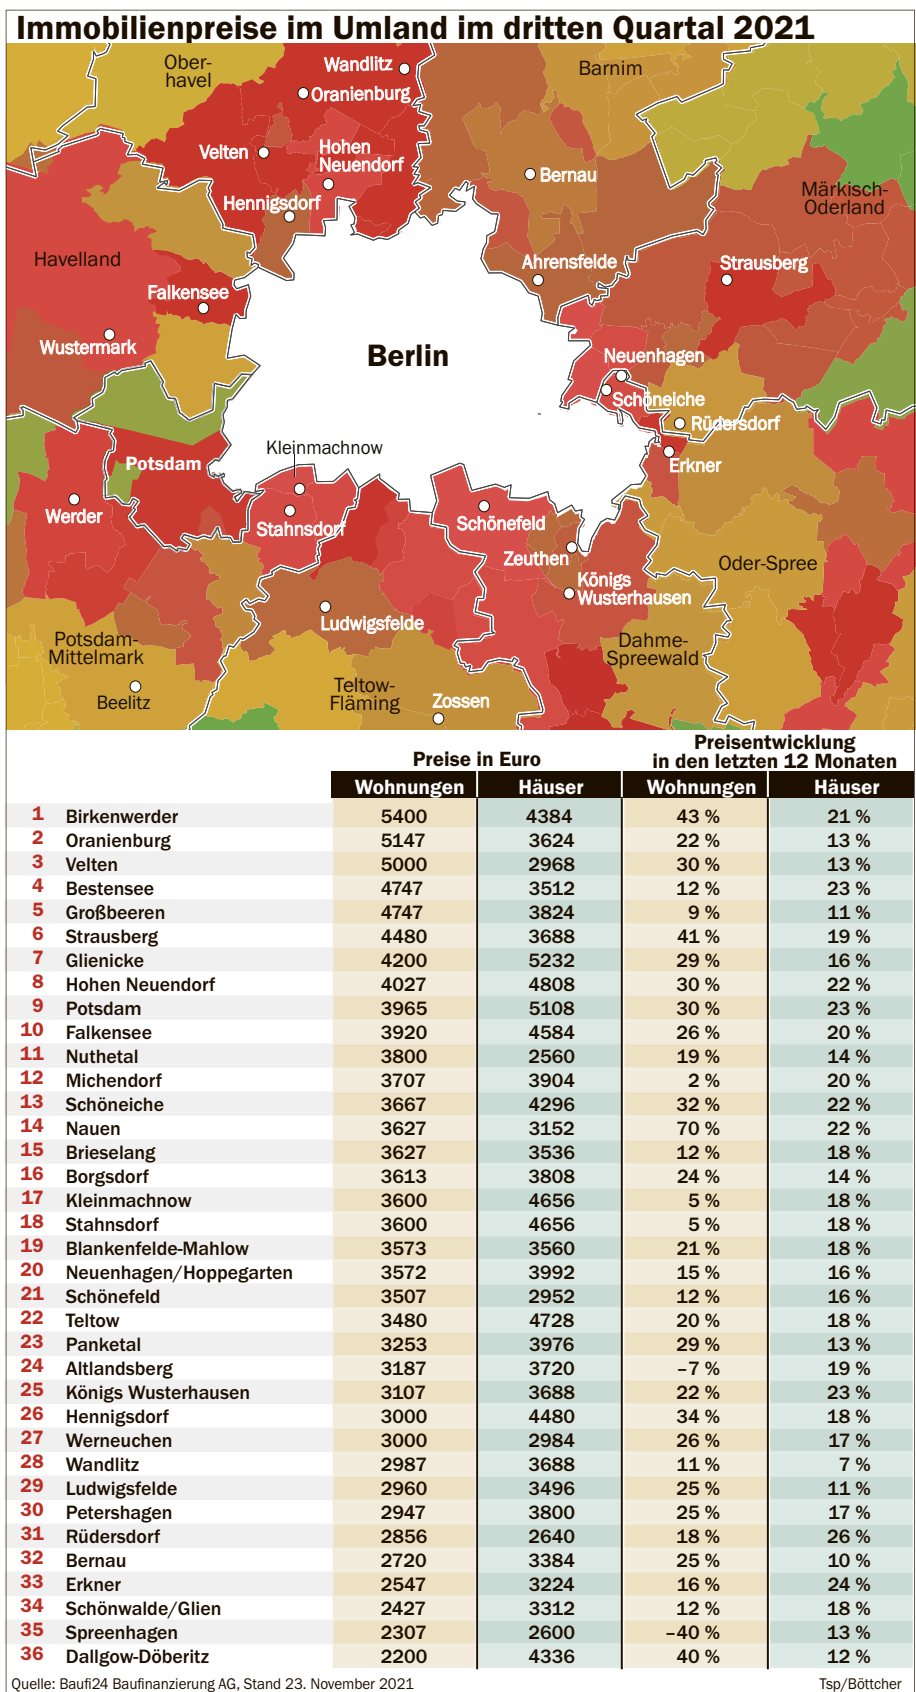 Immobilienpreise im Umland im dritten Quartal 2021
Ober-
havel
Wandlitz
Barnim
Oranienburg
Velten
Hohen
Neuendorf
Bernau
Märkisch-
Oderland
Hennigsdorf
Havelland
Ahrensfelde
Strausberg
Falkensee
Wustermark
Berlin
Neuenhagen
Schöneiche
Rüdersdorf
Kleinmachnow
Potsdam
Erkner
Werder
Stahnsdorf
Schönefeld
Zeuthen
Oder-Spree
Königs
Wusterhausen
Ludwigsfelde
Potsdam-
Mittelmark
Dahme-
Spreewald
Beelitz
Teltow-
Fläming
Zossen
Preise in Euro
Preisentwicklung
in den letzten 12 Monaten
Wohnungen Häuser Wohnungen Häuser
1 Birkenwerder 5400 4384 43 % 21 %
2 Oranienburg 5147 3624 22 % 13 %
3 Velten 5000 2968 30 % 13 %
4 Bestensee 4747 3512 12 % 23 %
5 Großbeeren 4747 3824 9 % 11 %
6 Strausberg 4480 3688 41 % 19 %
7 Glienicke 4200 5232 29 % 16 %
8 Hohen Neuendorf 4027 4808 30 % 22 %
9 Potsdam 3965 5108 30 % 23 %
10 Falkensee 3920 4584 26 % 20 %
11 Nuthetal 3800 2560 19 % 14 %
12 Michendorf 3707 3904 2 % 20 %
13 Schöneiche 3667 4296 32 % 22 %
14 Nauen 3627 3152 70 % 22 %
15 Brieselang 3627 3536 12 % 18 %
16 Borgsdorf 3613 3808 24 % 14 %
17 Kleinmachnow 3600 4656 5 % 18 %
18 Stahnsdorf 3600 4656 5 % 18 %
19 Blankenfelde-Mahlow 3573 3560 21 % 18 %
20 Neuenhagen/Hoppegarten 3572 3992 15 % 16 %
21 Schönefeld 3507 2952 12 % 16 %
22 Teltow 3480 4728 20 % 18 %
23 Panketal 3253 3976 29 % 13 %
24 Altlandsberg 3187 3720 –7 % 19 %
25 Königs Wusterhausen 3107 3688 22 % 23 %
26 Hennigsdorf 3000 4480 34 % 18 %
27 Werneuchen 3000 2984 26 % 17 %
28 Wandlitz 2987 3688 11 % 7 %
29 Ludwigsfelde 2960 3496 25 % 11 %
30 Petershagen 2947 3800 25 % 17 %
31 Rüdersdorf 2856 2640 18 % 26 %
32 Bernau 2720 3384 25 % 10 %
33 Erkner 2547 3224 16 % 24 %
34 Schönwalde/Glien 2427 3312 12 % 18 %
35 Spreenhagen 2307 2600 –40 % 13 %
36 Dallgow-Döberitz 2200 4336 40 % 12 %
Quelle: Baufi24 Baufinanzierung AG, Stand 23. November 2021 Tsp/Böttcher